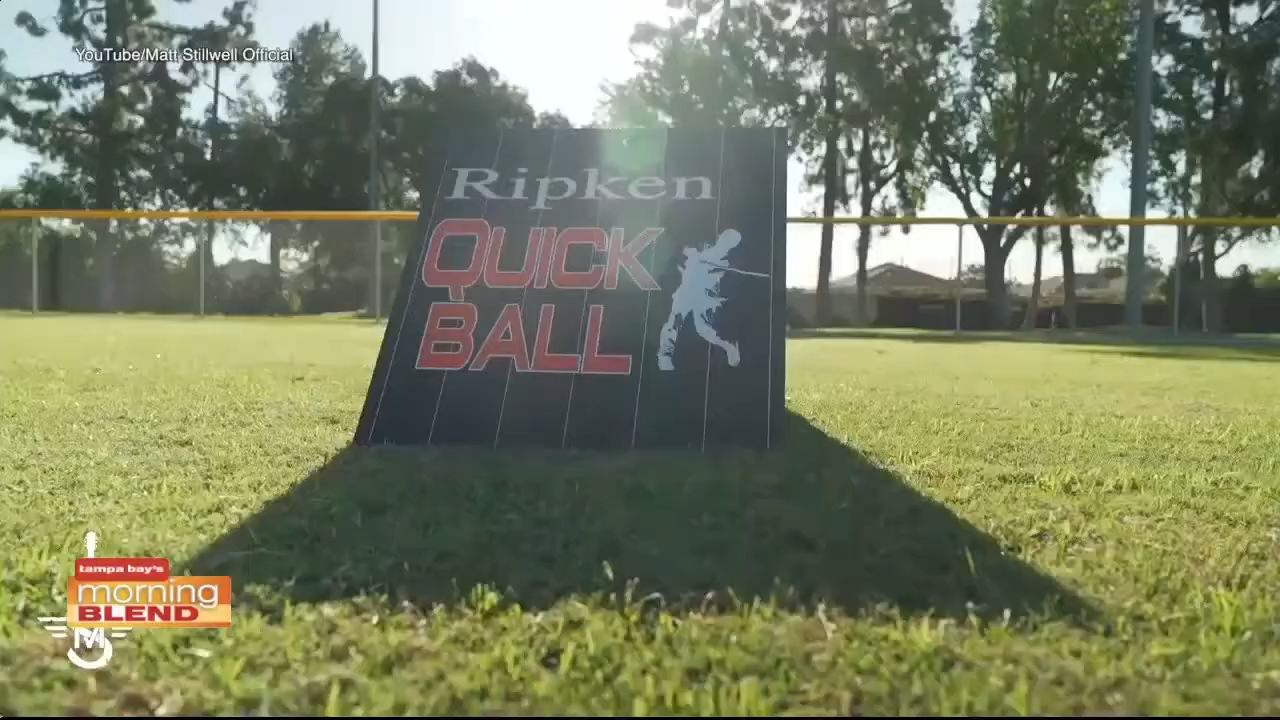 YouTube/Matt Stillwell Official
Ripken
QUICK
BALL
tampa bay's
morning
BLEND
M